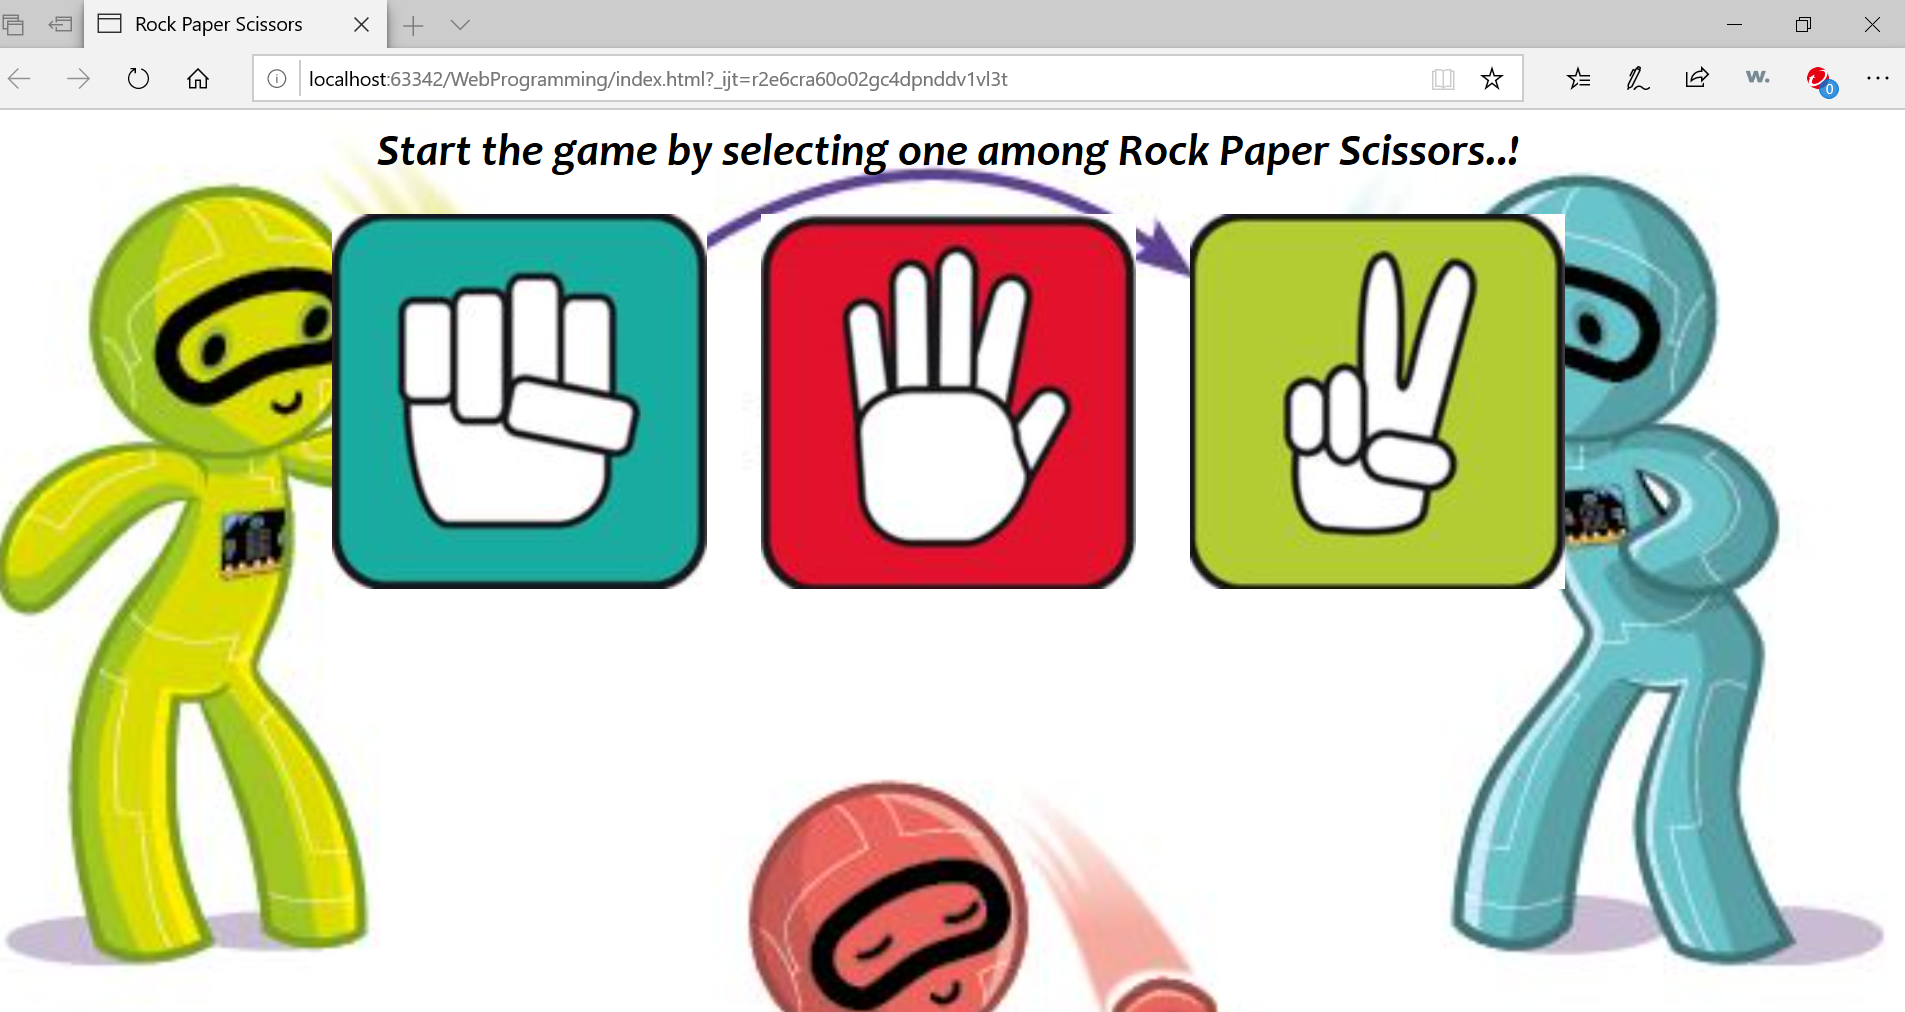 Rock Paper Scissors
localhost:63342/WebProgramming/index.html?_ijt=r2e6cra60o02gc4dpnddv1vl3t
w.
0
Start the game by selecting one among Rock Paper Scissors..!